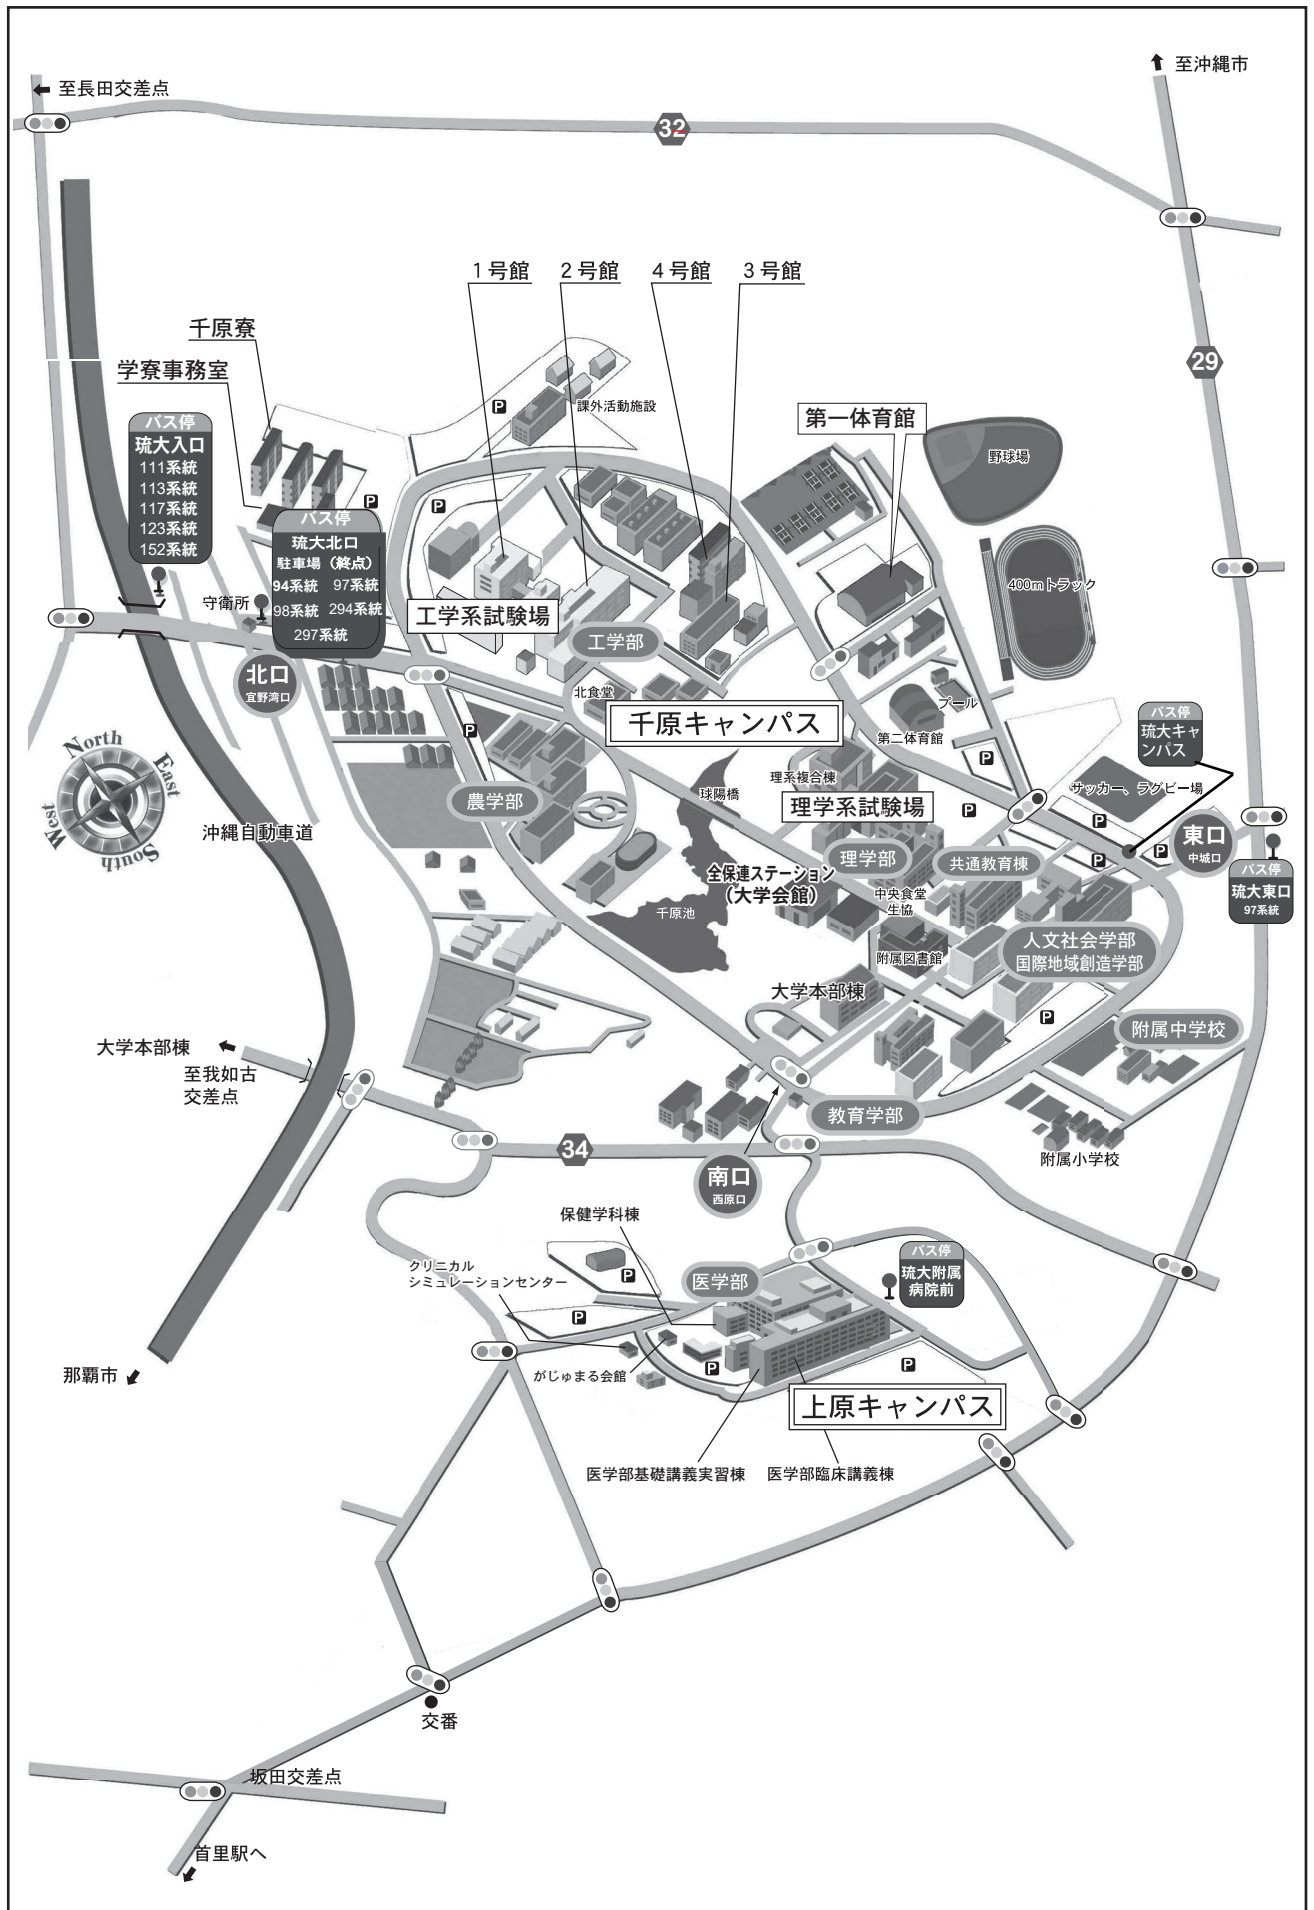 至長田交差点
至沖縄市
32
29
1号館
2号館
4号館
3号館
千原寮
学寮事務室
バス停
琉大入口
111系統
113系統
117系統
123系統
152系統
P
課外活動施設
第一体育館
野球場
P
P
バス停
琉大北口
駐車場（終点）
94系統 97系統
98系統 294系統
297系統
守衛所
400mトラック
工学系試験場
工学部
北口
宜野湾口
北食堂
プール
千原キャンパス
第二体育館
バス停
琉大キャ
ンパス
P
P
North
East
South
West
理系複合棟
球陽橋
サッカー、ラグビー場
農学部
理学系試験場
P
P
沖縄自動車道
東口
中城口
理学部
共通教育棟
P
P
全保連ステーション
（大学会館）
中央食堂
生協
バス停
琉大東口
97系統
千原池
附属図書館
人文社会学部
国際地域創造学部
大学本部棟
P
附属中学校
大学本部棟
至我如古
交差点
教育学部
34
附属小学校
南口
西原口
保健学科棟
クリニカル
シミュレーションセンター
P
医学部
バス停
琉大附属
病院前
P
がじゅまる会館
P
P
上原キャンパス
那覇市
医学部基礎講義実習棟
医学部臨床講義棟
交番
坂田交差点
首里駅へ